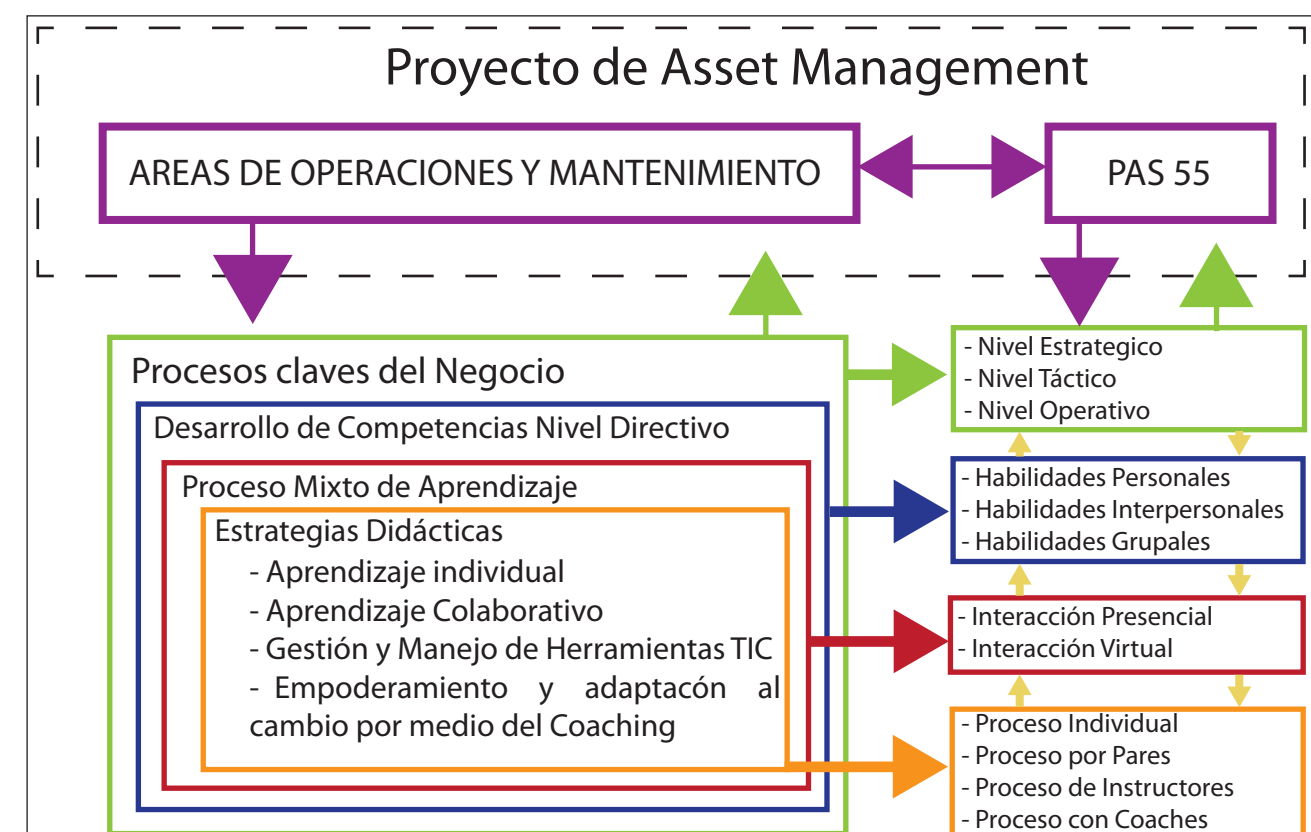 Proyecto de Asset Management
AREAS DE OPERACIONES Y MANTENIMIENTO
PAS 55
Procesos claves del Negocio
Desarrollo de Competencias Nivel Directivo
Proceso Mixto de Aprendizaje
Estrategias Didácticas
- Aprendizaje individual
- Aprendizaje Colaborativo
- Gestión y Manejo de Herramientas TIC
- Empoderamiento y adaptacón al
cambio por medio del Coaching
- Nivel Estrategico
- Nivel Táctico
- Nivel Operativo
- Habilidades Personales
- Habilidades Interpersonales
- Habilidades Grupales
- Interacción Presencial
- Interacción Virtual
- Proceso Individual
- Proceso por Pares
- Proceso de Instructores
- Proceso con Coaches